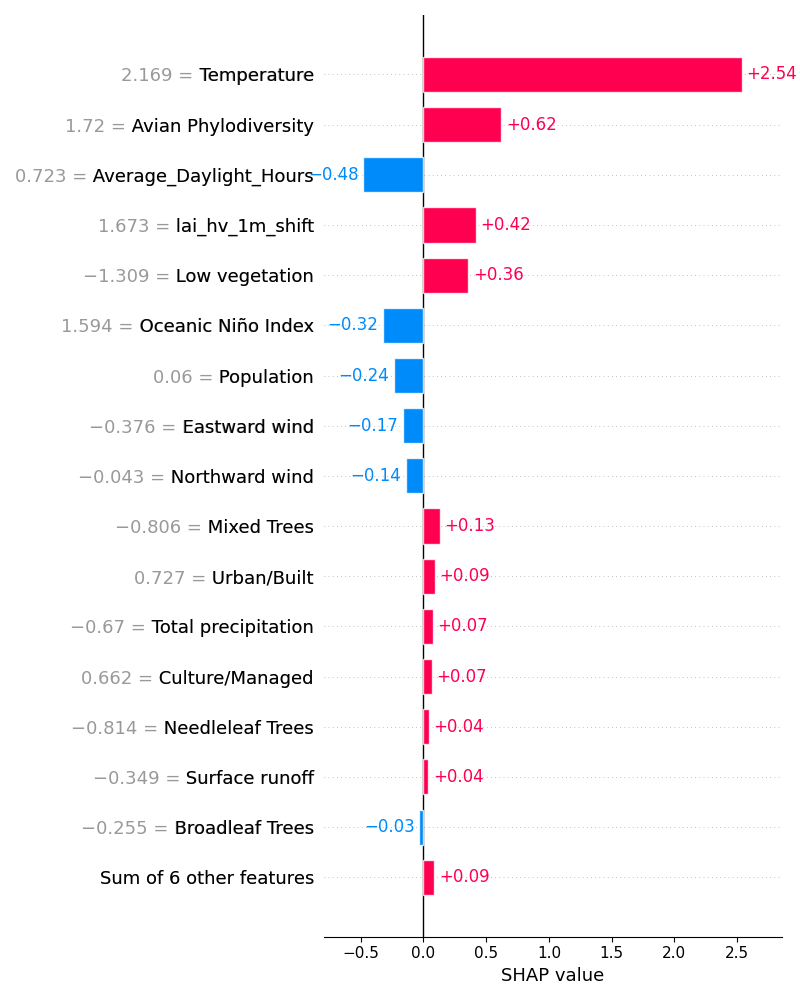 2.169 = Temperature +2.54
1.72 = Avian Phylodiversity +0.62
0.723 = Average_Daylight_Hours −0.48
1.673 = lai_hv_1m_shift +0.42
−1.309 = Low vegetation +0.36
1.594 = Oceanic Niño Index −0.32
0.06 = Population −0.24
−0.376 = Eastward wind −0.17
−0.043 = Northward wind −0.14
−0.806 = Mixed Trees +0.13
0.727 = Urban/Built +0.09
−0.67 = Total precipitation +0.07
0.662 = Culture/Managed +0.07
−0.814 = Needleleaf Trees +0.04
−0.349 = Surface runoff +0.04
−0.255 = Broadleaf Trees −0.03
Sum of 6 other features +0.09
−0.5 0.0 0.5 1.0 1.5 2.0 2.5
SHAP value